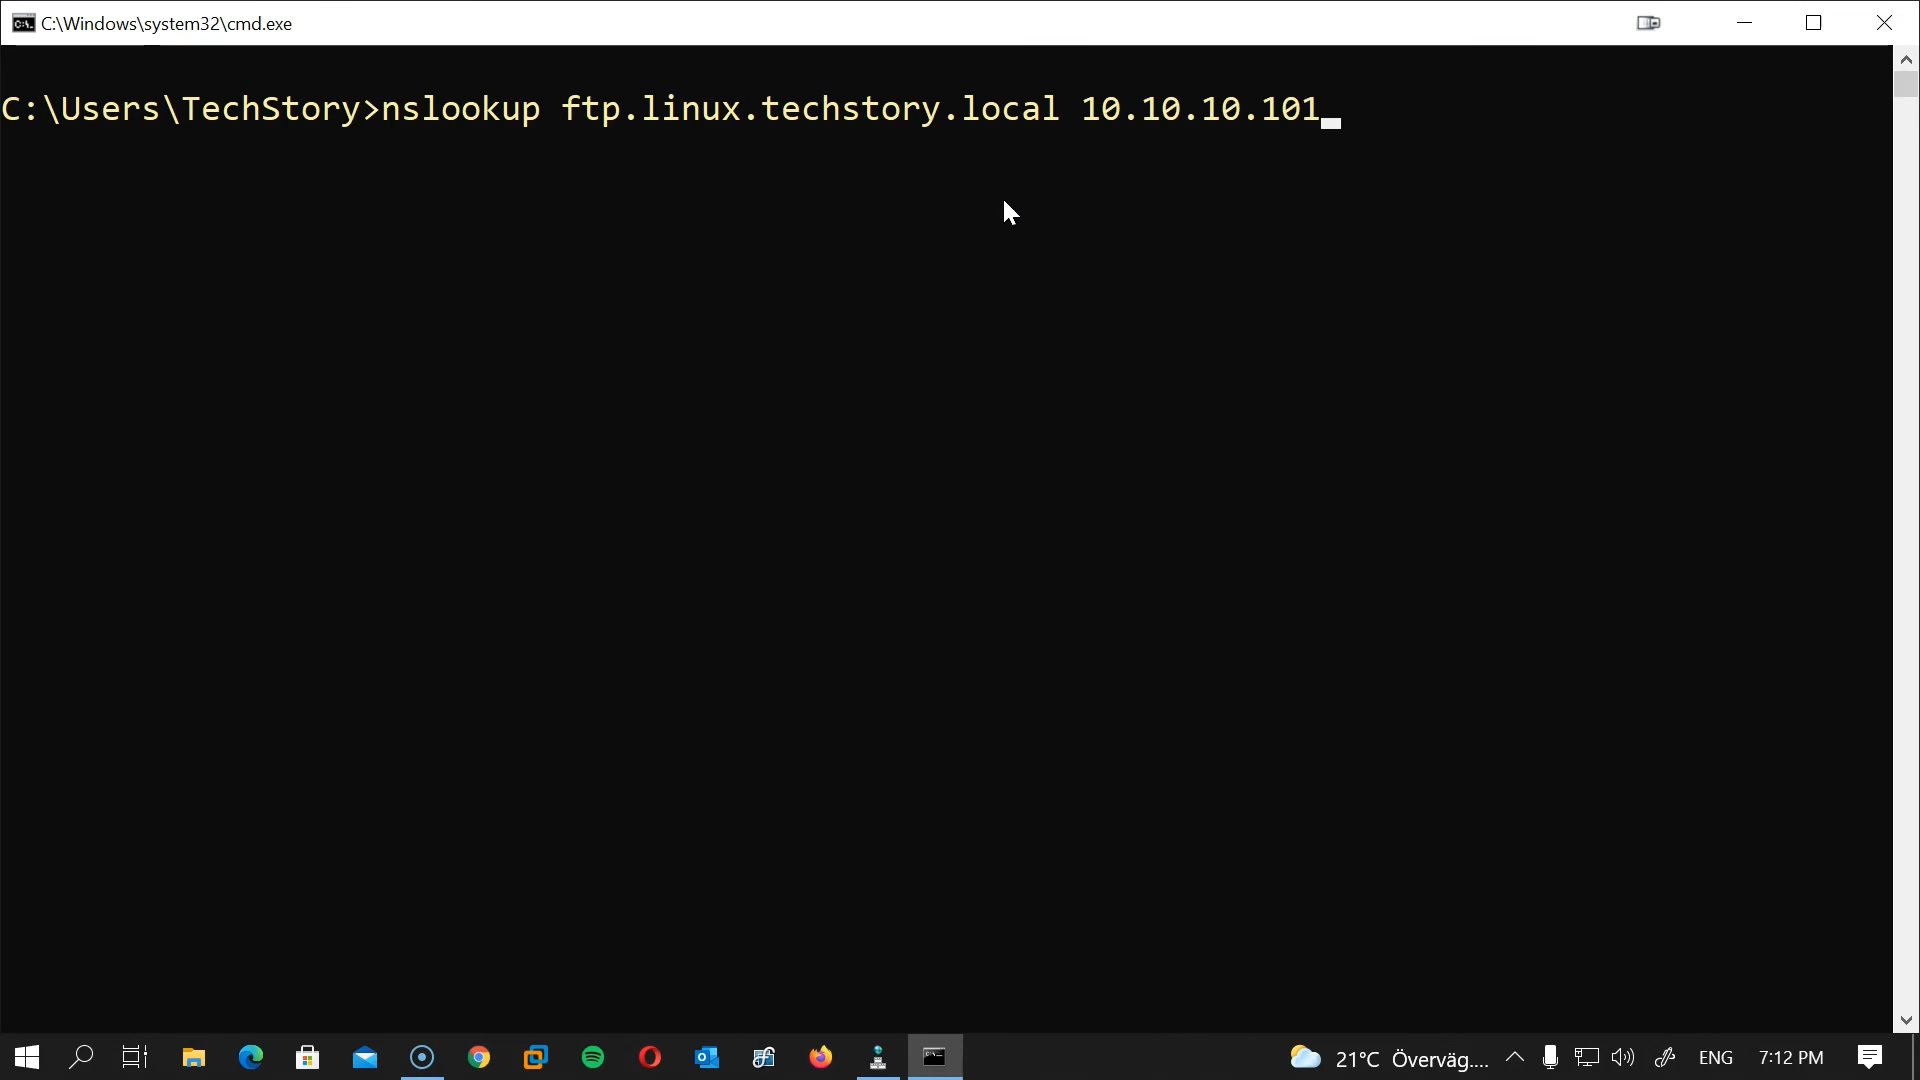 C:\Windows\system32\cmd.exe
C:\Users\TechStory>nslookup ftp.linux.techstory.local 10.10.10.101
21°C Överväg.... ENG 7:12 PM